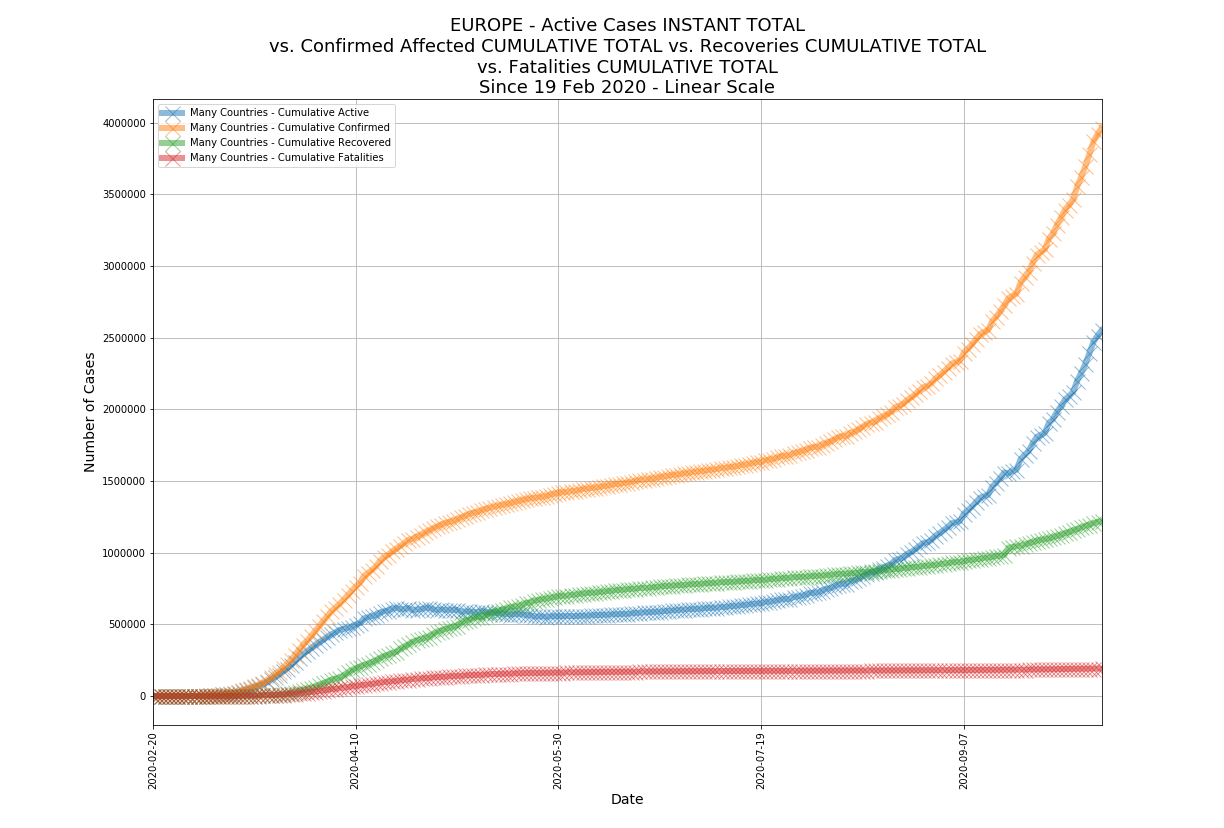 EUROPE - Active Cases INSTANT TOTAL
vs. Confirmed Affected CUMULATIVE TOTAL vs. Recoveries CUMULATIVE TOTAL
vs. Fatalities CUMULATIVE TOTAL
Since 19 Feb 2020 - Linear Scale
Many Countries - Cumulative Active
Many Countries - Cumulative Confirmed
Many Countries - Cumulative Recovered
Many Countries - Cumulative Fatalities
4000000
3500000
3000000
2500000
2000000
1500000
1000000
500000
0
Number of Cases
2020-02-20
2020-04-10
2020-05-30
2020-07-19
2020-09-07
Date